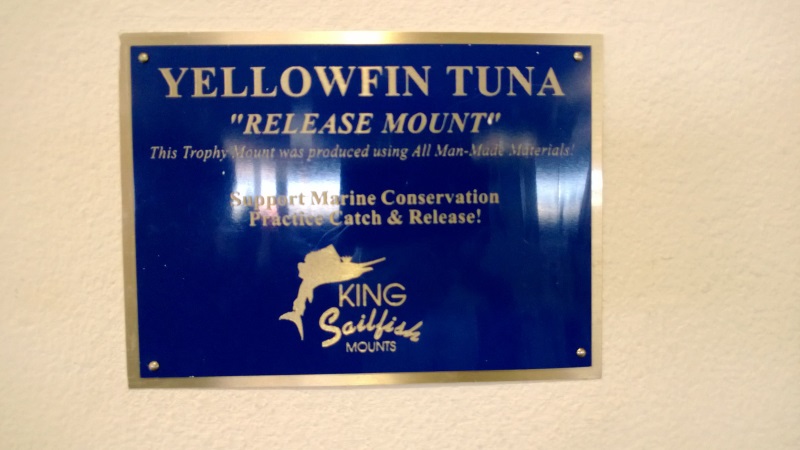 YELLOWFIN TUNA
"RELEASE MOUNT"
This Trophy Mount was produced using All Man-Made Materials!
Support Marine Conservation
Practice Catch & Release!
KING
Sailfish
MOUNTS